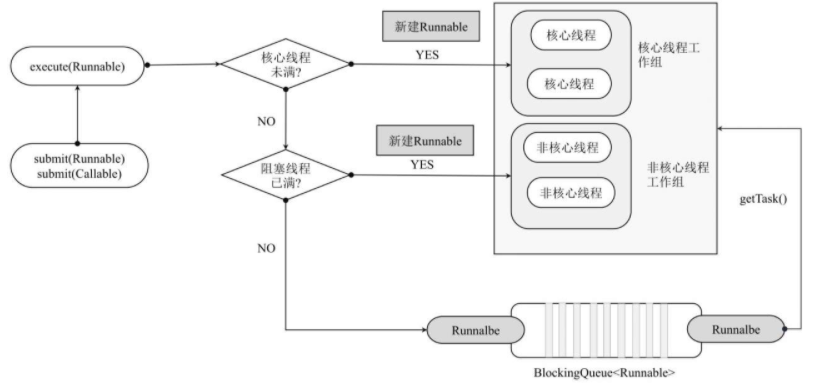 新建Runnable
execute(Runnable)
核心线程
未满?
YES
核心线程
核心线程
核心线程工
作组
NO
submit(Runnable)
submit(Callable)
阻塞线程
已满?
新建Runnable
YES
非核心线程
非核心线程
非核心线程
工作组
getTask()
NO
Runnalbe
Runnalbe
BlockingQueue<Runnable>